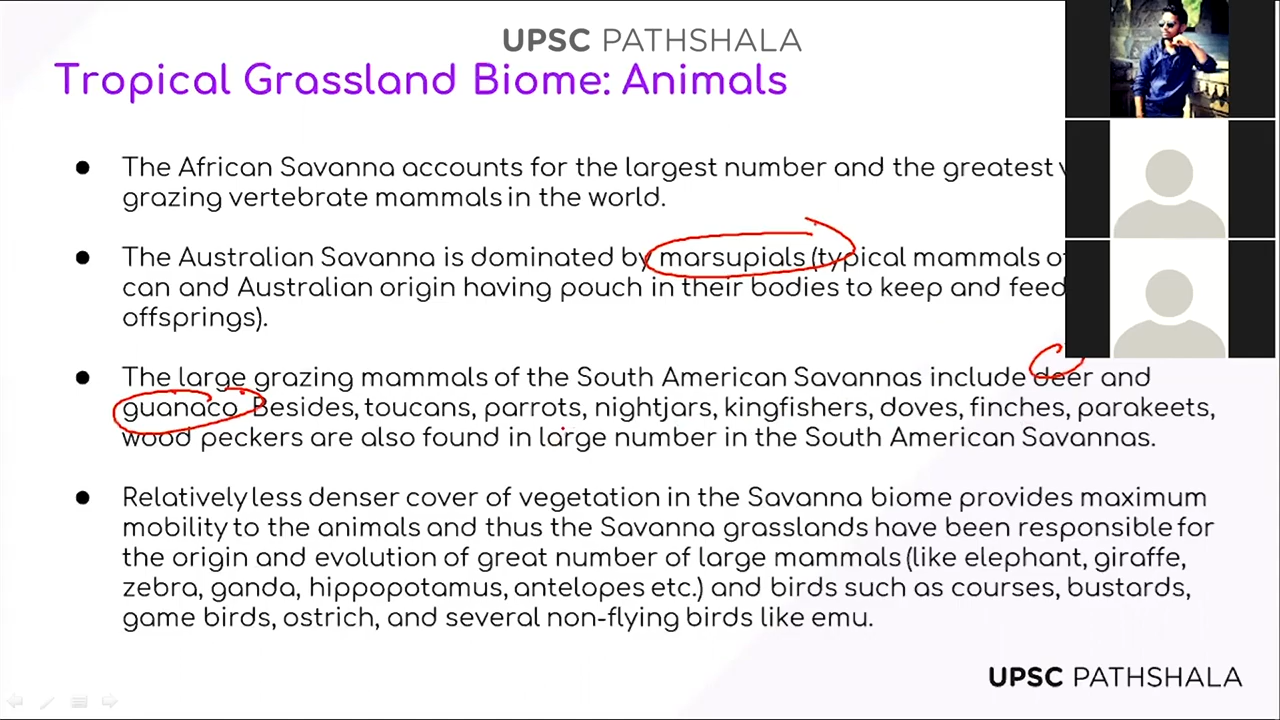 UPSC PATHSHALA
Tropical Grassland Biome: Animals
● The African Savanna accounts for the largest number and the greatest
grazing vertebrate mammals in the world.
● The Australian Savanna is dominated by marsupials (typical mammals
can and Australian origin having pouch in their bodies to keep and feed
offsprings).
● The large grazing mammals of the South American Savannas include deer and
guanaco. Besides, toucans, parrots, nightjars, kingfishers, doves, finches, parakeets,
wood peckers are also found in large number in the South American Savannas.
● Relatively less denser cover of vegetation in the Savanna biome provides maximum
mobility to the animals and thus the Savanna grasslands have been responsible for
the origin and evolution of great number of large mammals (like elephant, giraffe,
zebra, ganda, hippopotamus, antelopes etc.) and birds such as courses, bustards,
game birds, ostrich, and several non-flying birds like emu.
UPSC PATHSHALA